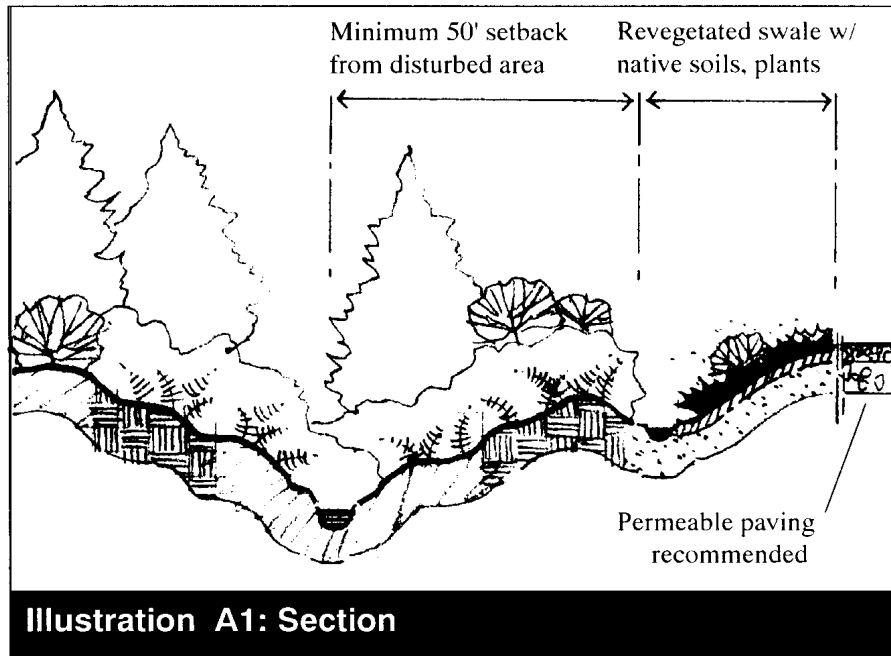 Minimum 50' setback
from disturbed area
Revegetated swale w/
native soils, plants
Permeable paving
recommended
Illustration A1: Section